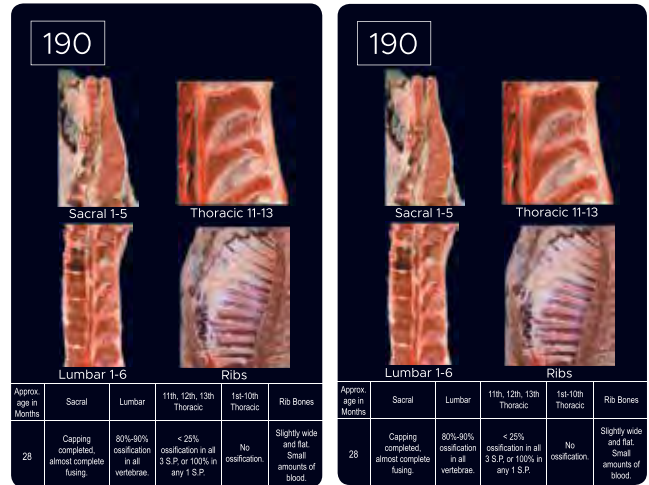 190
Sacral 1-5
Thoracic 11-13
Lumbar 1-6
Ribs
Approx.
age in
Months
Sacral
Lumbar
11th, 12th, 13th
Thoracic
1st-10th
Thoracic
Rib Bones
28
Capping
completed,
almost complete
fusing.
80%-90%
ossification
in all
vertebrae.
< 25%
ossification in all
3 S.P, or 100% in
any 1 S.P.
No
ossification.
Slightly wide
and flat.
Small
amounts of
blood.
190
Sacral 1-5
Thoracic 11-13
Lumbar 1-6
Ribs
Approx.
age in
Months
Sacral
Lumbar
11th, 12th, 13th
Thoracic
1st-10th
Thoracic
Rib Bones
28
Capping
completed,
almost complete
fusing.
80%-90%
ossification
in all
vertebrae.
< 25%
ossification in all
3 S.P, or 100% in
any 1 S.P.
No
ossification.
Slightly wide
and flat.
Small
amounts of
blood.